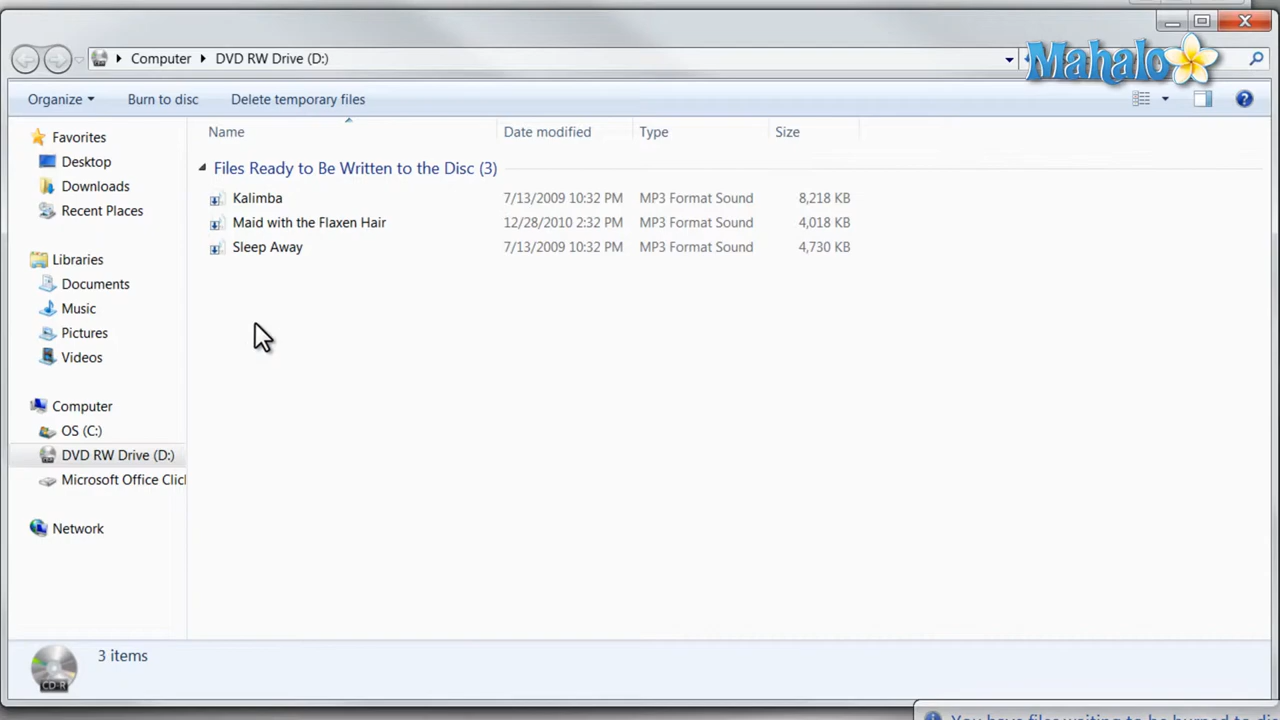 Computer ▸ DVD RW Drive (D:)
Mahalo
Organize Burn to disc Delete temporary files
Name Date modified Type Size
Favorites
Desktop
Downloads
Recent Places
Libraries
Documents
Music
Pictures
Videos
Computer
OS (C:)
DVD RW Drive (D:)
Microsoft Office Clic
Network
Files Ready to Be Written to the Disc (3)
Kalimba 7/13/2009 10:32 PM MP3 Format Sound 8,218 KB
Maid with the Flaxen Hair 12/28/2010 2:32 PM MP3 Format Sound 4,018 KB
Sleep Away 7/13/2009 10:32 PM MP3 Format Sound 4,730 KB
CD-R
3 items
You have files waiting to be burned to di